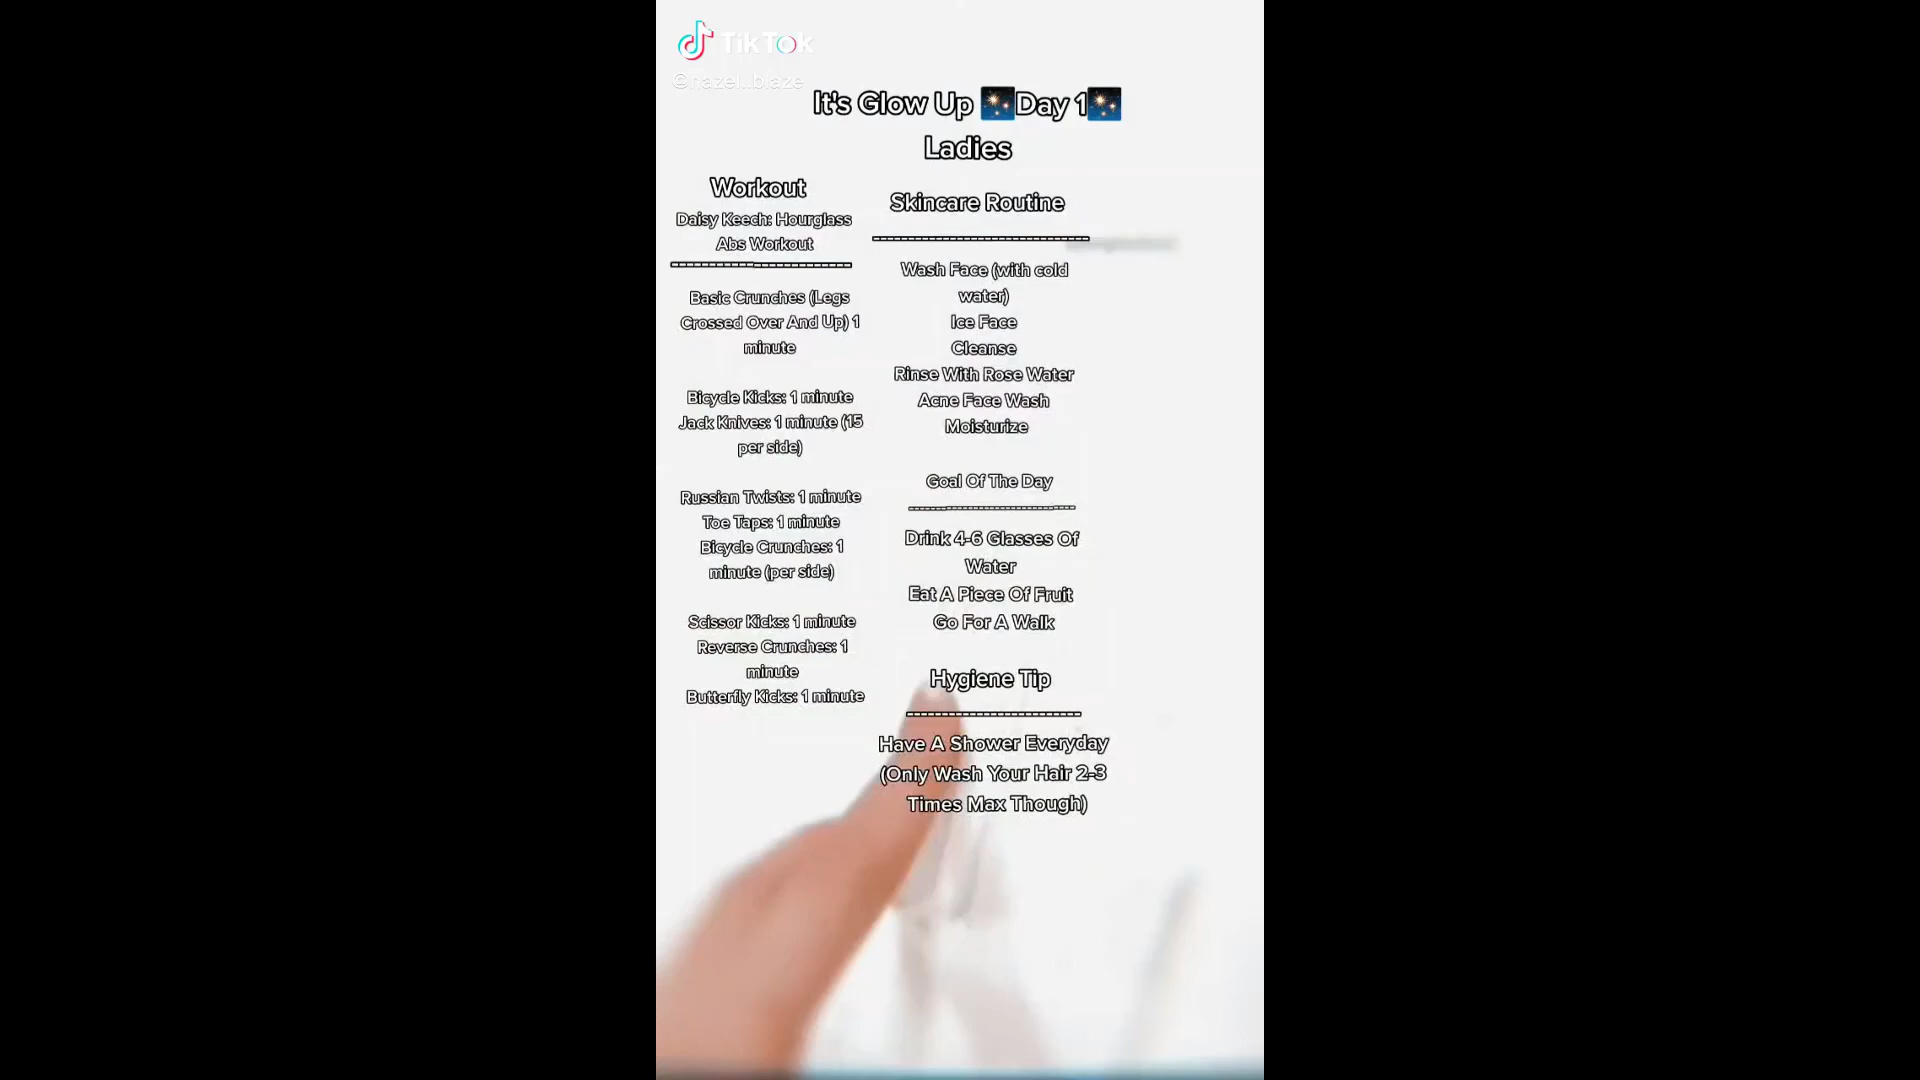 TikTok
@hazel..blaze
It's Glow Up 🎇Day 1🎇
Ladies
Workout
Daisy Keech: Hourglass
Abs Workout
Basic Crunches (Legs
Crossed Over And Up) 1
minute
Bicycle Kicks: 1 minute
Jack Knives: 1 minute (15
per side)
Russian Twists: 1 minute
Toe Taps: 1 minute
Bicycle Crunches: 1
minute (per side)
Scissor Kicks: 1 minute
Reverse Crunches: 1
minute
Butterfly Kicks: 1 minute
Skincare Routine
Wash Face (with cold
water)
Ice Face
Cleanse
Rinse With Rose Water
Acne Face Wash
Moisturize
Goal Of The Day
Drink 4-6 Glasses Of
Water
Eat A Piece Of Fruit
Go For A Walk
Hygiene Tip
Have A Shower Everyday
(Only Wash Your Hair 2-3
Times Max Though)